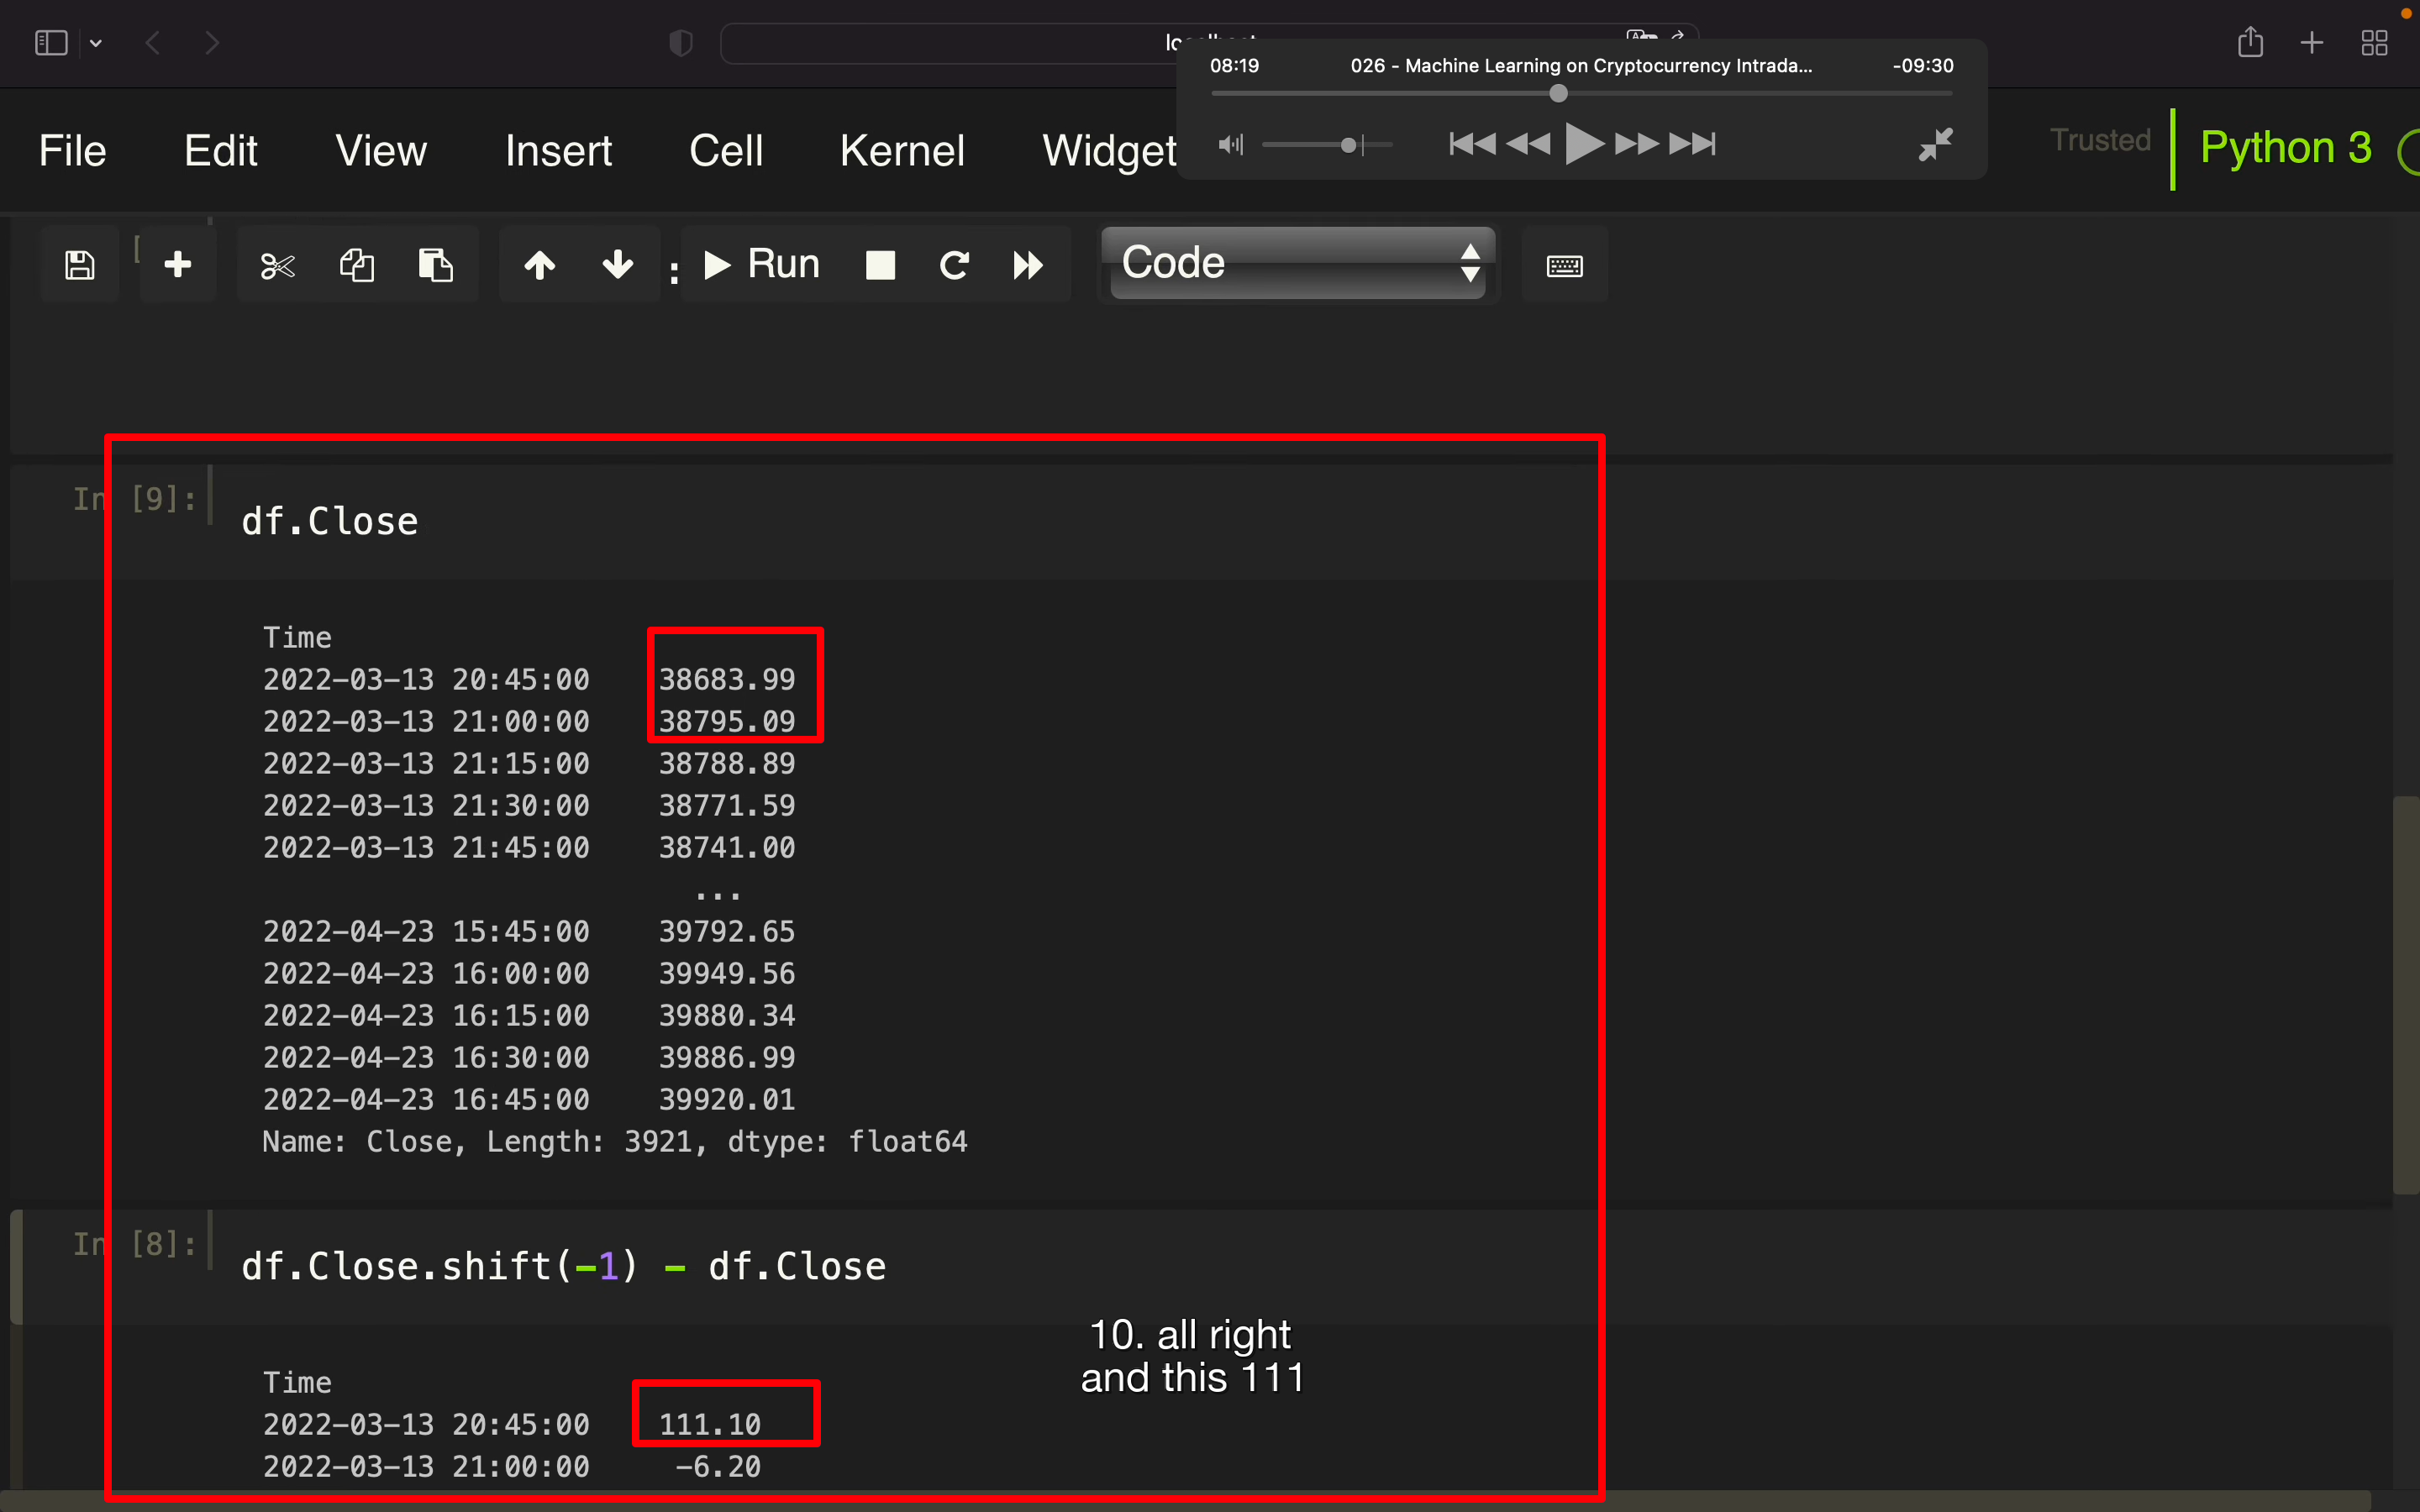 08:19 026 - Machine Learning on Cryptocurrency Intrada... -09:30
File Edit View Insert Cell Kernel Widget Trusted Python 3
Run Code
In [9]: df.Close
Time
2022-03-13 20:45:00 38683.99
2022-03-13 21:00:00 38795.09
2022-03-13 21:15:00 38788.89
2022-03-13 21:30:00 38771.59
2022-03-13 21:45:00 38741.00
...
2022-04-23 15:45:00 39792.65
2022-04-23 16:00:00 39949.56
2022-04-23 16:15:00 39880.34
2022-04-23 16:30:00 39886.99
2022-04-23 16:45:00 39920.01
Name: Close, Length: 3921, dtype: float64
In [8]: df.Close.shift(-1) - df.Close
10. all right
and this 111
Time
2022-03-13 20:45:00 111.10
2022-03-13 21:00:00 -6.20